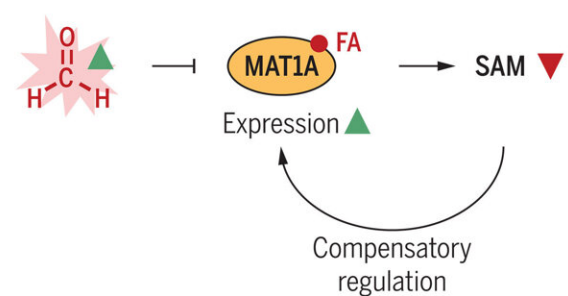 O
C
H H
MAT1A
FA
SAM
Expression
Compensatory
regulation